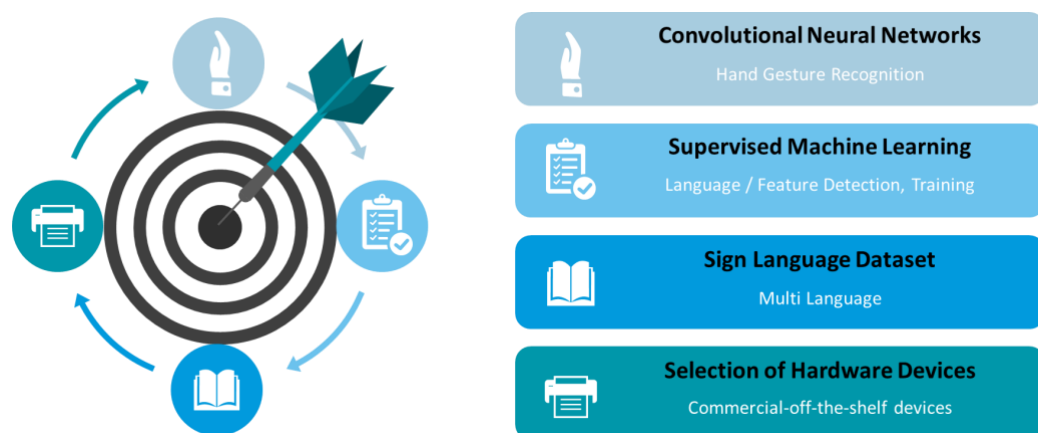 Convolutional Neural Networks
Hand Gesture Recognition
Supervised Machine Learning
Language / Feature Detection, Training
Sign Language Dataset
Multi Language
Selection of Hardware Devices
Commercial-off-the-shelf devices